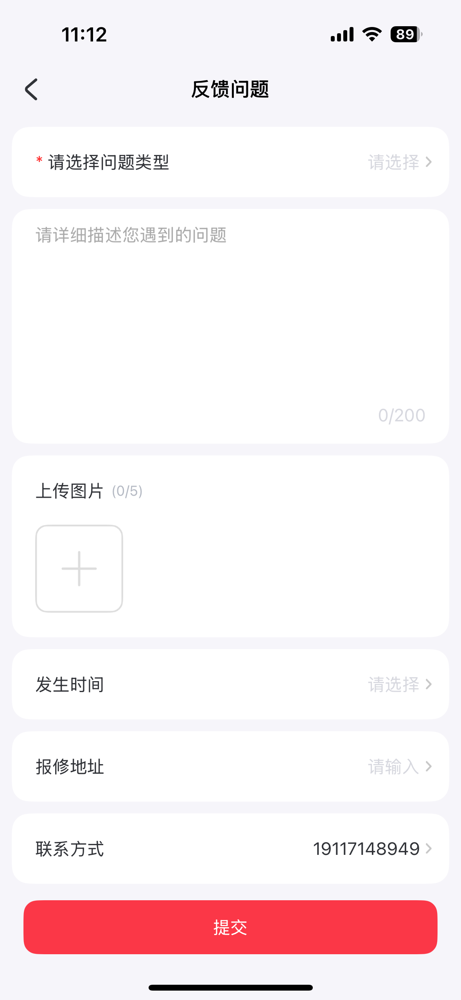 11:12
89
反馈问题
* 请选择问题类型 请选择
请详细描述您遇到的问题
0/200
上传图片 (0/5)
发生时间 请选择
报修地址 请输入
联系方式 19117148949
提交